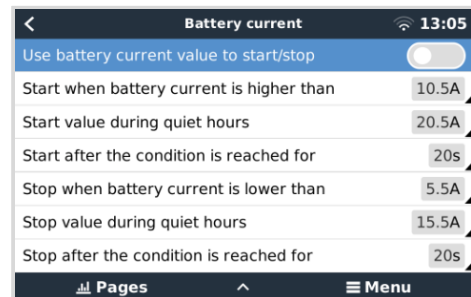 Battery current 13:05
Use battery current value to start/stop
Start when battery current is higher than 10.5A
Start value during quiet hours 20.5A
Start after the condition is reached for 20s
Stop when battery current is lower than 5.5A
Stop value during quiet hours 15.5A
Stop after the condition is reached for 20s
Pages Menu